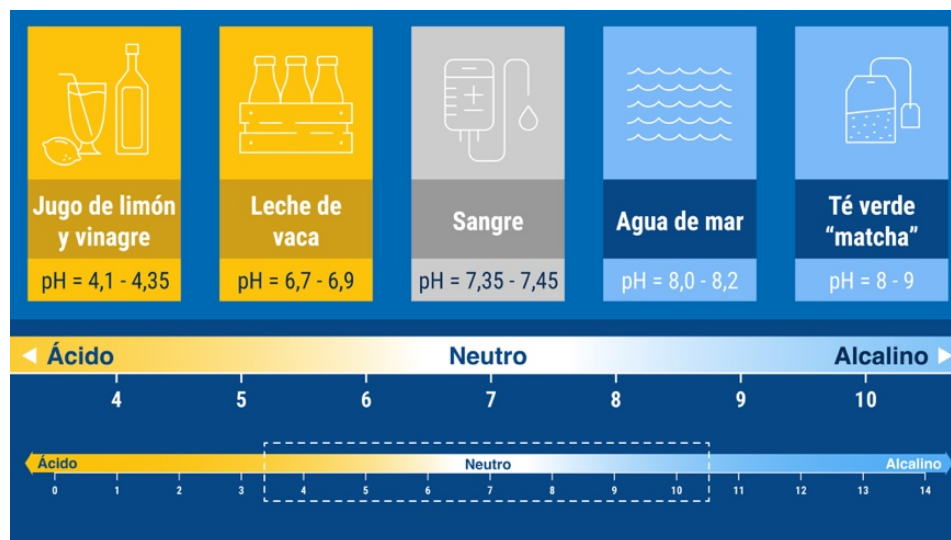 Jugo de limón
y vinagre
pH = 4,1 - 4,35
Leche de
vaca
pH = 6,7 - 6,9
Sangre
pH = 7,35 - 7,45
Agua de mar
pH = 8,0 - 8,2
Té verde
“matcha”
pH = 8 - 9
Ácido Neutro Alcalino
4 5 6 7 8 9 10
Ácido Neutro Alcalino
0 1 2 3 4 5 6 7 8 9 10 11 12 13 14